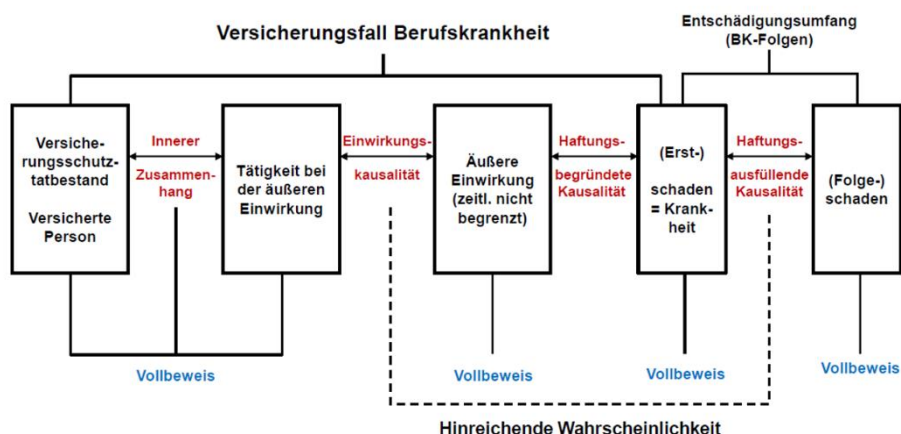 Versicherungsfall Berufskrankheit
Entschädigungsumfang
(BK-Folgen)
Versiche-
rungsschutz-
tatbestand
Versicherte
Person
Innerer
Zusammen-
hang
Tätigkeit bei
der äußeren
Einwirkung
Einwirkungs-
kausalität
Äußere
Einwirkung
(zeitl. nicht
begrenzt)
Haftungs-
begründete
Kausalität
(Erst-)
schaden
= Krank-
heit
Haftungs-
ausfüllende
Kausalität
(Folge-)
schaden
Vollbeweis
Vollbeweis
Vollbeweis
Vollbeweis
Hinreichende Wahrscheinlichkeit